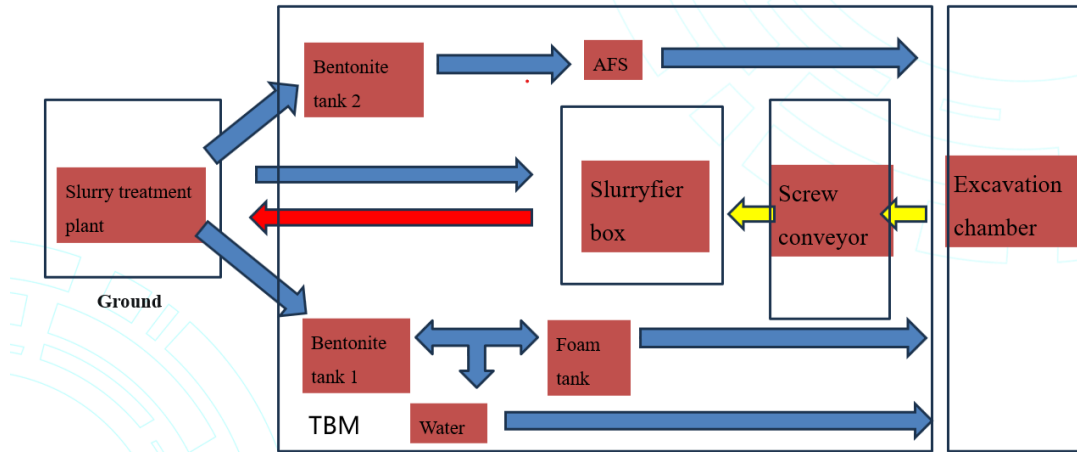 Bentonite
tank 2
AFS
Slurry treatment
plant
Ground
Slurryfier
box
Screw
conveyor
Excavation
chamber
Bentonite
tank 1
Foam
tank
TBM
Water